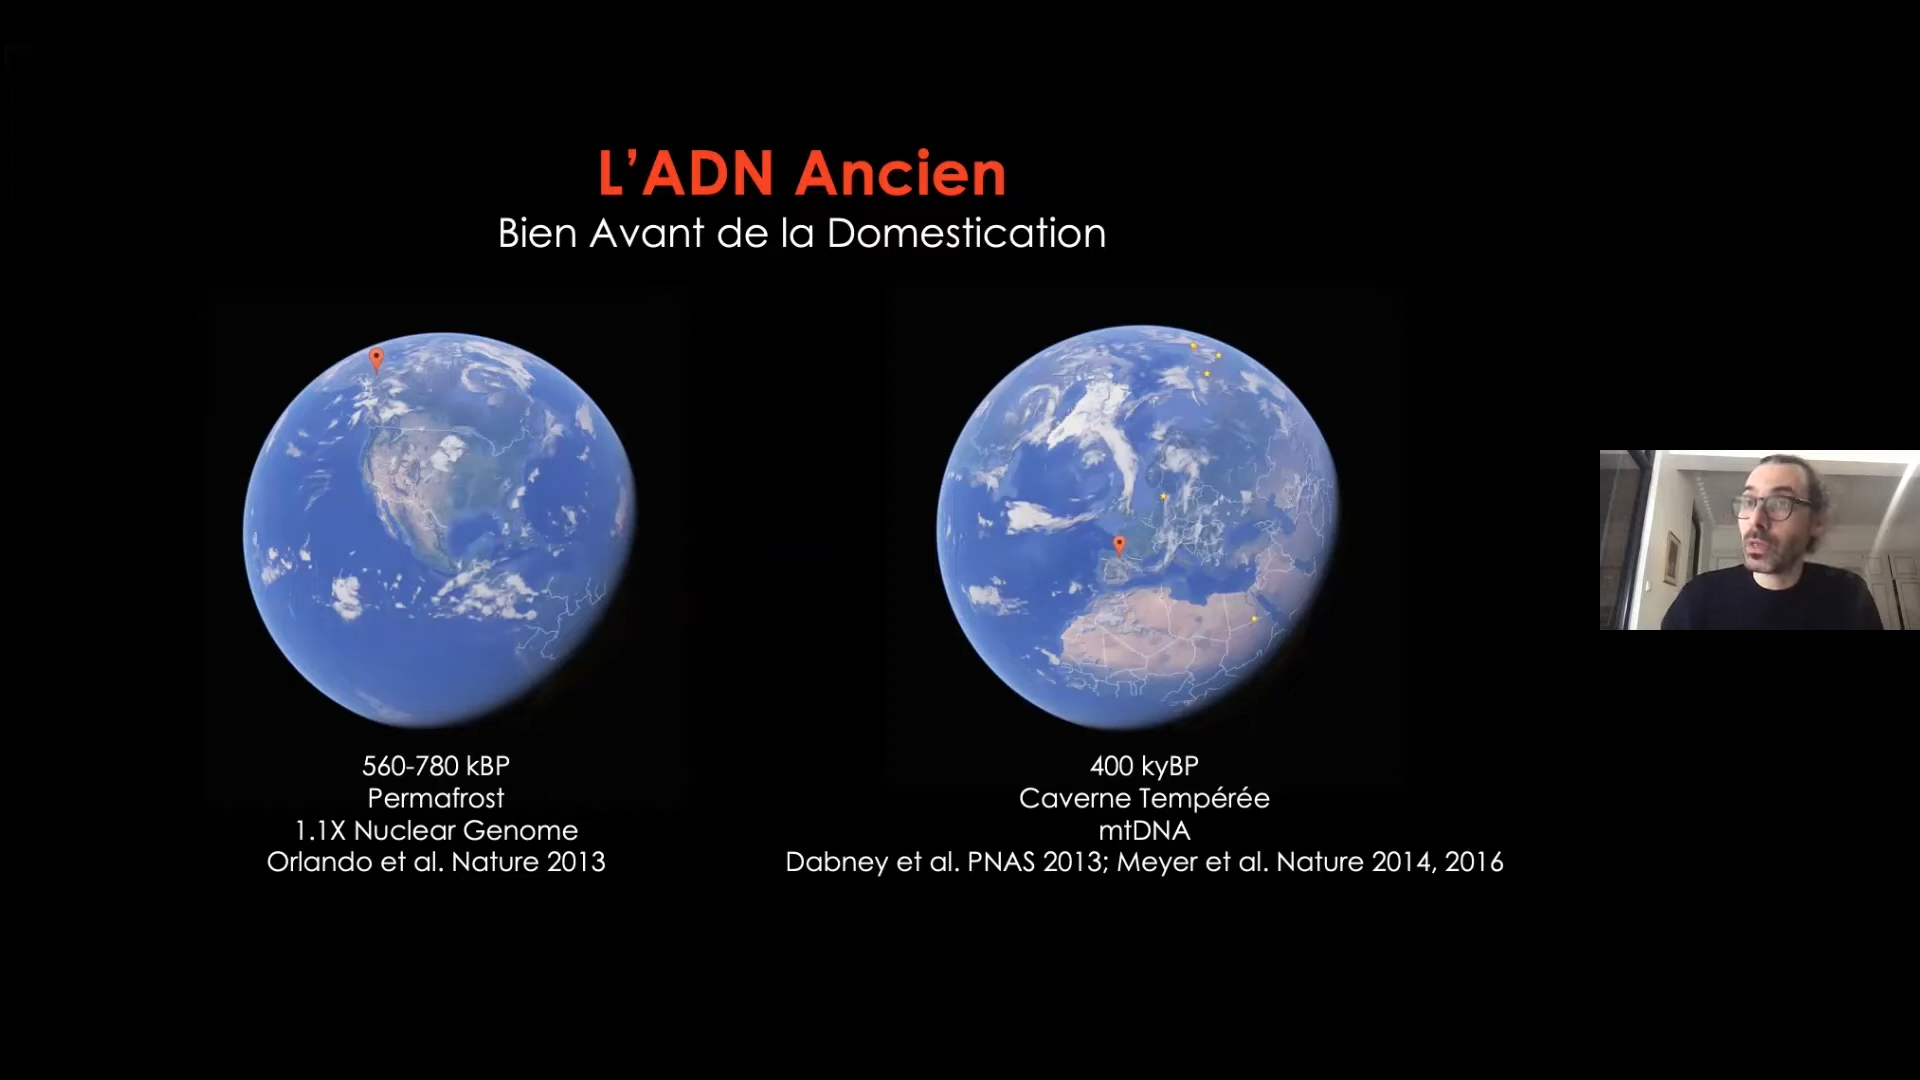 L'ADN Ancien
Bien Avant de la Domestication
560-780 kBP
Permafrost
1.1X Nuclear Genome
Orlando et al. Nature 2013
400 kyBP
Caverne Tempérée
mtDNA
Dabney et al. PNAS 2013; Meyer et al. Nature 2014, 2016